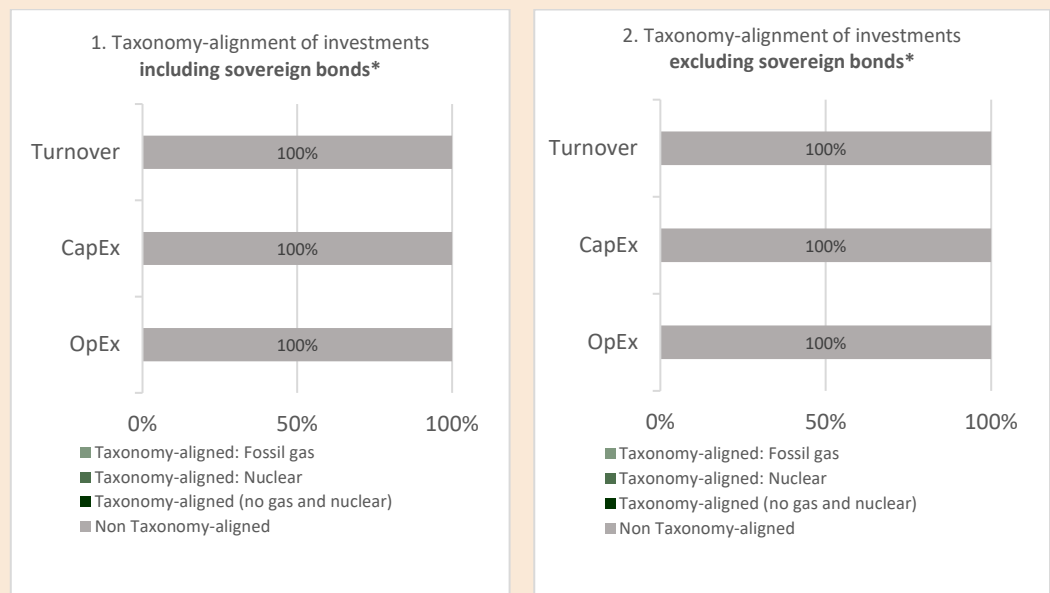 1. Taxonomy-alignment of investments
including sovereign bonds*
Turnover
100%
CapEx
100%
OpEx
100%
0%
50%
100%
Taxonomy-aligned: Fossil gas
Taxonomy-aligned: Nuclear
Taxonomy-aligned (no gas and nuclear)
Non Taxonomy-aligned
2. Taxonomy-alignment of investments
excluding sovereign bonds*
Turnover
100%
CapEx
100%
OpEx
100%
0%
50%
100%
Taxonomy-aligned: Fossil gas
Taxonomy-aligned: Nuclear
Taxonomy-aligned (no gas and nuclear)
Non Taxonomy-aligned